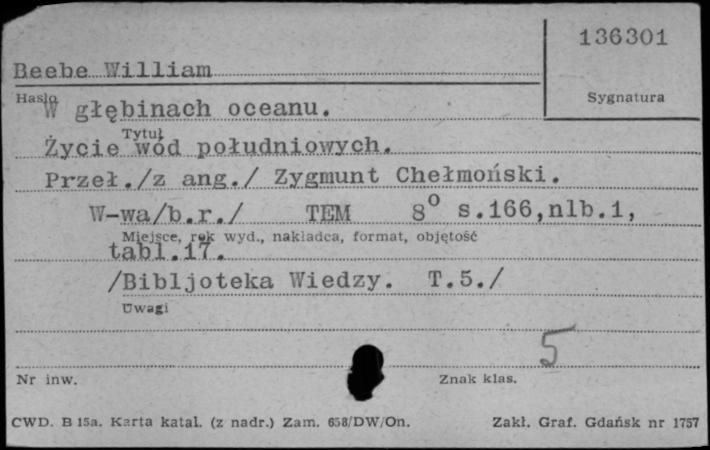 136301
Beebe William
Hasło
Sygnatura
W głębinach oceanu.
Tytuł
Życie wód południowych.
Przeł./z ang./ Zygmunt Chełmoński.
W-wa/b.r./ TEM 8° s.166,nlb.1,
Miejsce, rok wyd., nakładca, format, objętość
tabl.17.
/Bibljoteka Wiedzy. T.5./
Uwagi
5
Nr inw.
Znak klas.
CWD. B 15a. Karta katal. (z nadr.) Zam. 658/DW/On.
Zakł. Graf. Gdańsk nr 1757